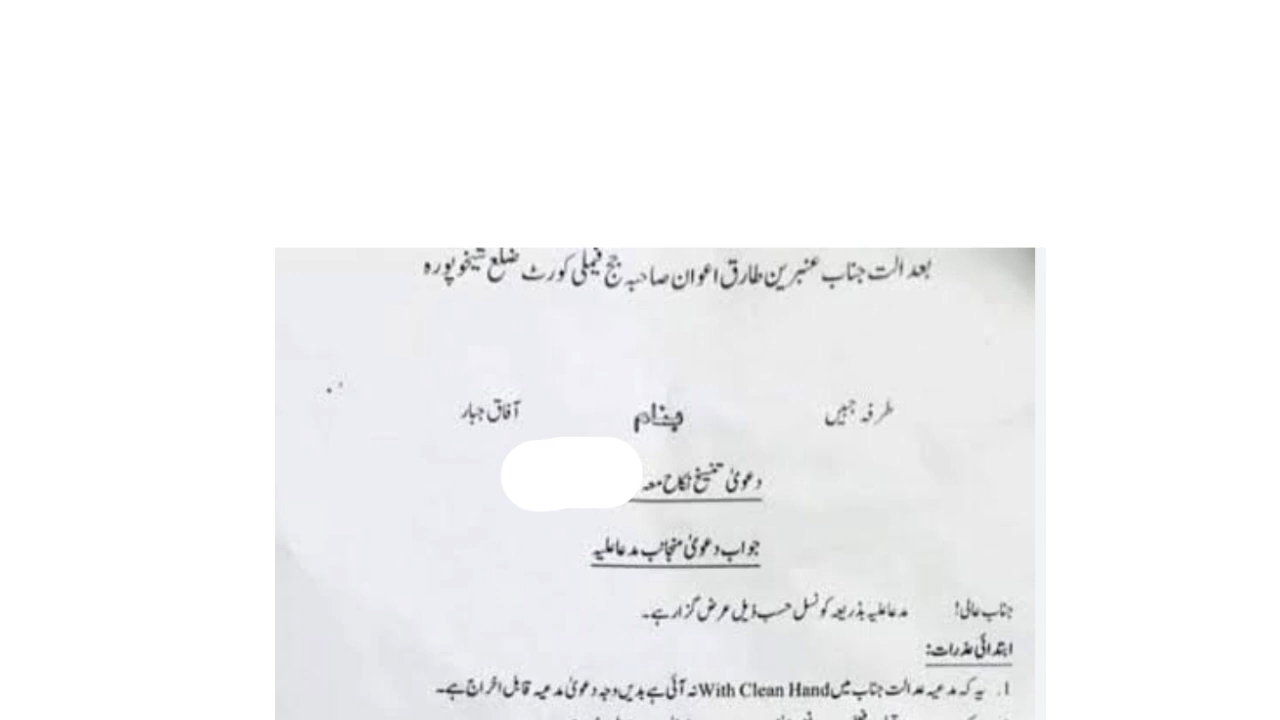 بعدالت جناب عنبرین طارق اعوان صاحبہ جج فیملی کورٹ ضلع شیخوپورہ
طرفہ جبیں بنام آفاق جبار
دعویٰ تنسیخ نکاح معہ
جواب دعویٰ منجانب مدعاعلیہ
جناب عالی! مدعاعلیہ بذریعہ کونسل حسب ذیل عرض گزار ہے۔
ابتدائی عذرات:
1. یہ کہ مدعیہ عدالت جناب میں With Clean Hand نہ آئی ہے بدیں وجہ دعویٰ مدعیہ قابل اخراج ہے۔